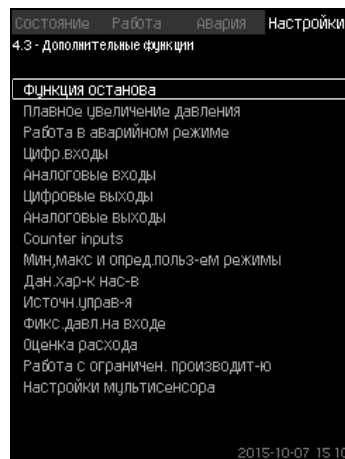 Состояние Работа Авария Настройки
4.3 - Дополнительные функции
Функция останова
Плавное увеличение давления
Работа в аварийном режиме
Цифр.входы
Аналоговые входы
Цифровые выходы
Аналоговые выходы
Counter inputs
Мин,макс и опред.польз-ем режимы
Дан.хар-к нас-в
Источн.управ-я
Фикс.давл.на входе
Оценка расхода
Работа с ограничен. производит-ю
Настройки мультисенсора
2015-10-07 15:10